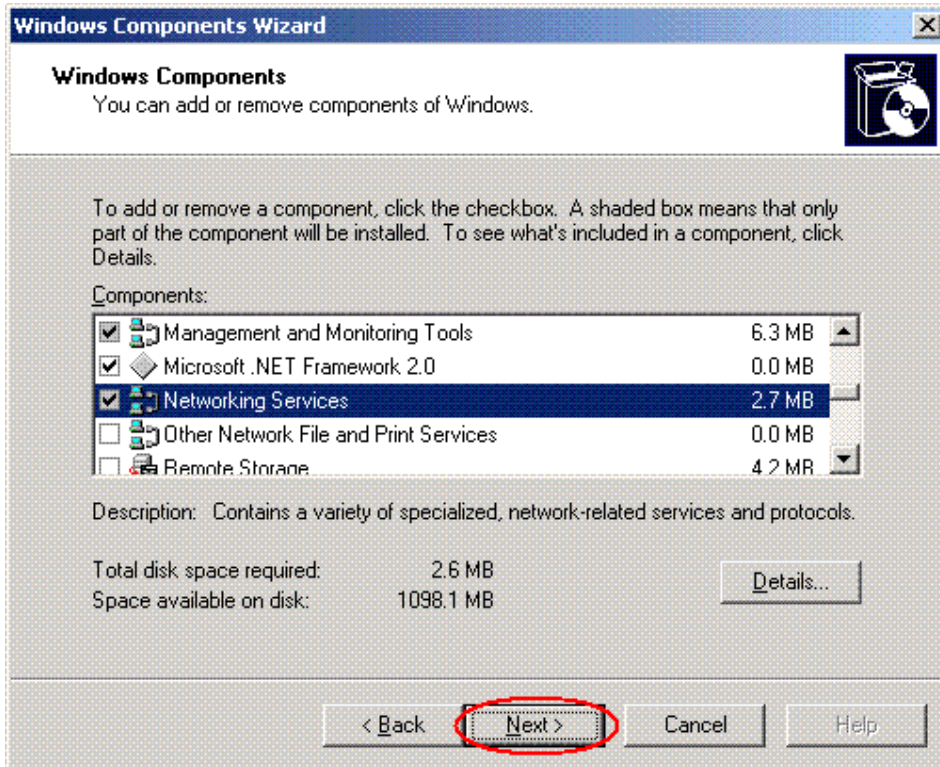 Windows Components Wizard
Windows Components
You can add or remove components of Windows.
To add or remove a component, click the checkbox. A shaded box means that only
part of the component will be installed. To see what's included in a component, click
Details.
Components:
Management and Monitoring Tools 6.3 MB
Microsoft .NET Framework 2.0 0.0 MB
Networking Services 2.7 MB
Other Network File and Print Services 0.0 MB
Remote Storage 4.2 MB
Description: Contains a variety of specialized, network-related services and protocols.
Total disk space required: 2.6 MB
Space available on disk: 1098.1 MB
Details...
< Back Next > Cancel Help